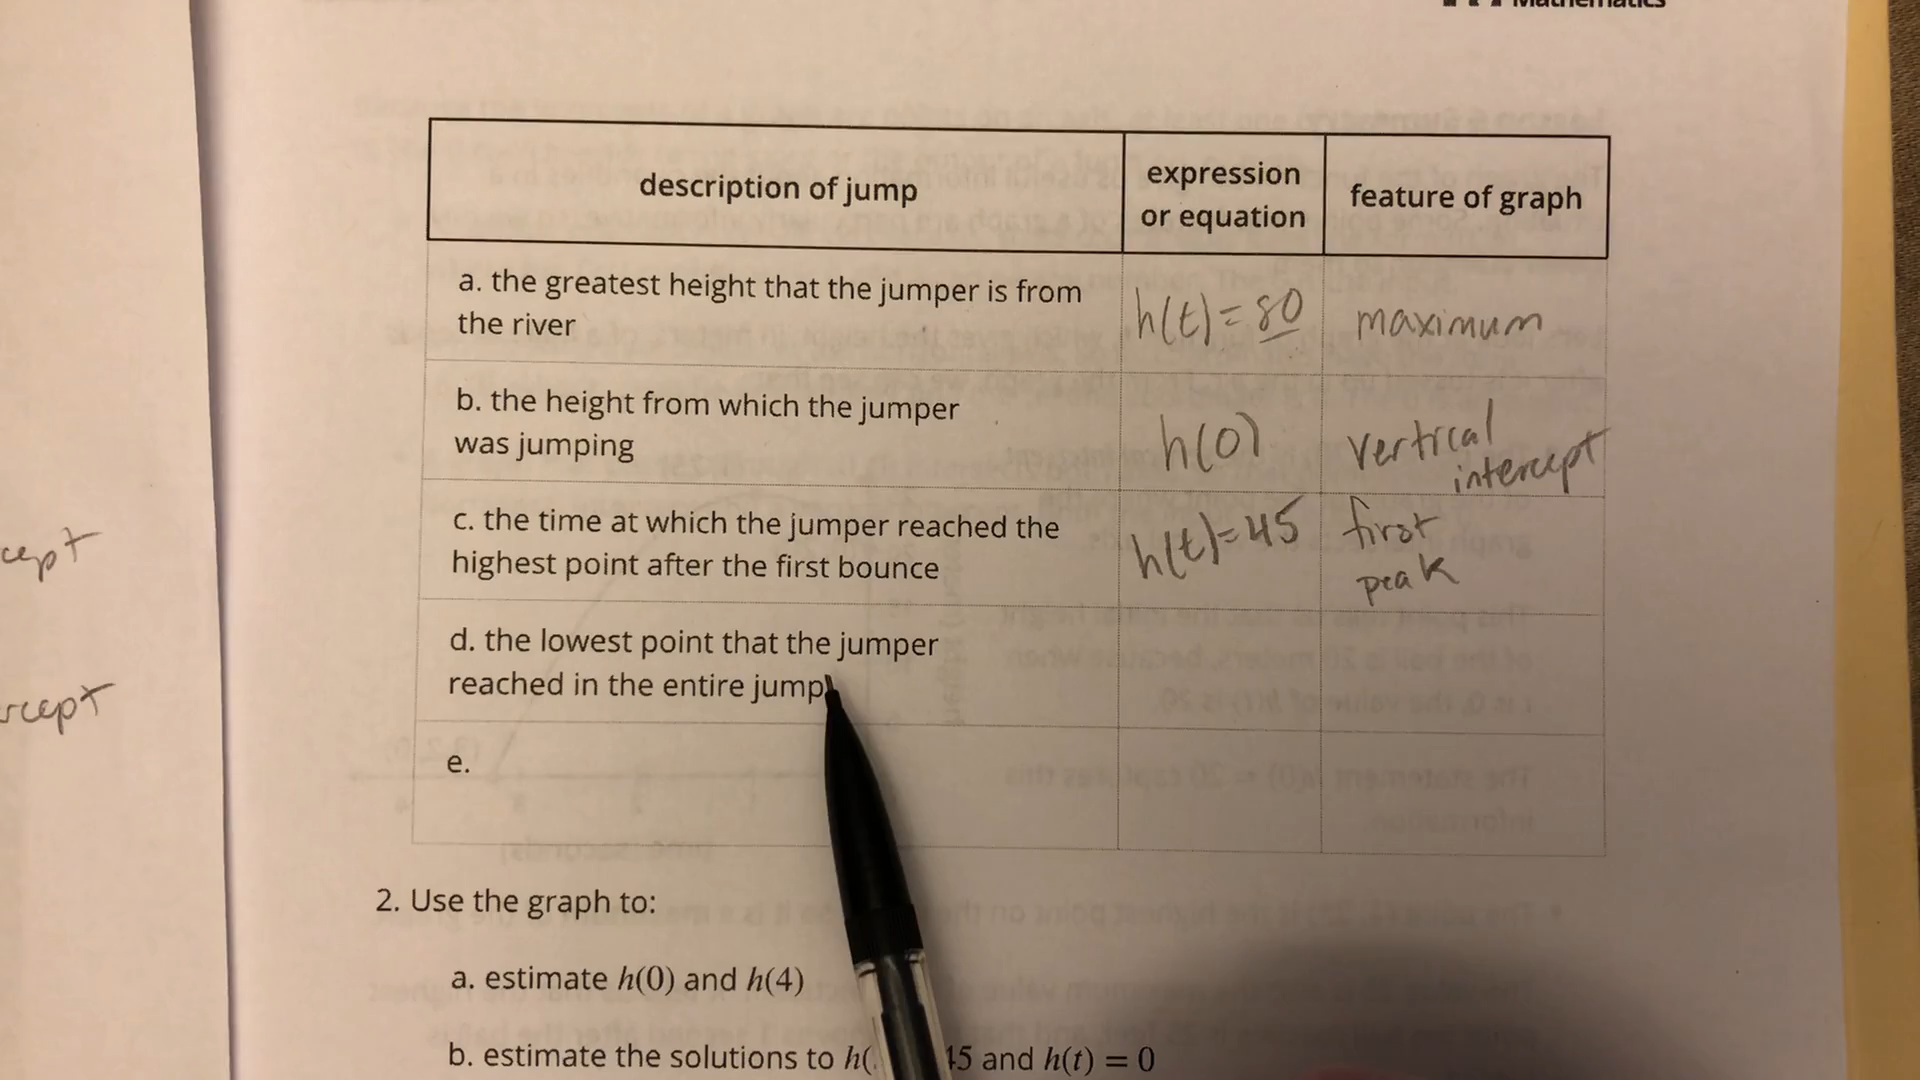 Mathematics
description of jump
expression
or equation
feature of graph
a. the greatest height that the jumper is from
the river
h(t) = 80
maximum
b. the height from which the jumper
was jumping
h(0)
vertical
intercept
c. the time at which the jumper reached the
highest point after the first bounce
h(t) = 45
first
peak
d. the lowest point that the jumper
reached in the entire jump
e.
cept
rcept
2. Use the graph to:
a. estimate h(0) and h(4)
b. estimate the solutions to h( 45 and h(t) = 0